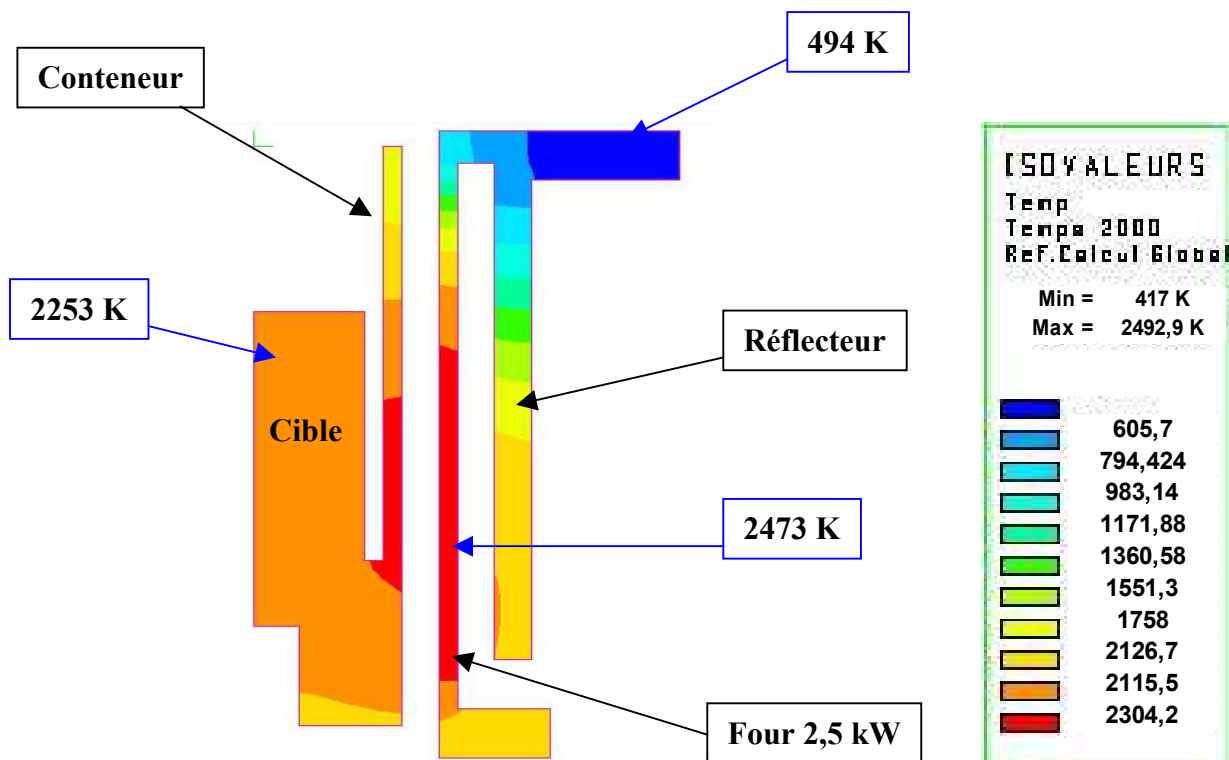 494 K
Conteneur
2253 K
Réflecteur
Cible
2473 K
Four 2,5 kW
ISOVALEURS
Temp
Temps 2000
Ref.Calcul Global
Min = 417 K
Max = 2492,9 K
605,7
794,424
983,14
1171,88
1360,58
1551,3
1758
2126,7
2115,5
2304,2